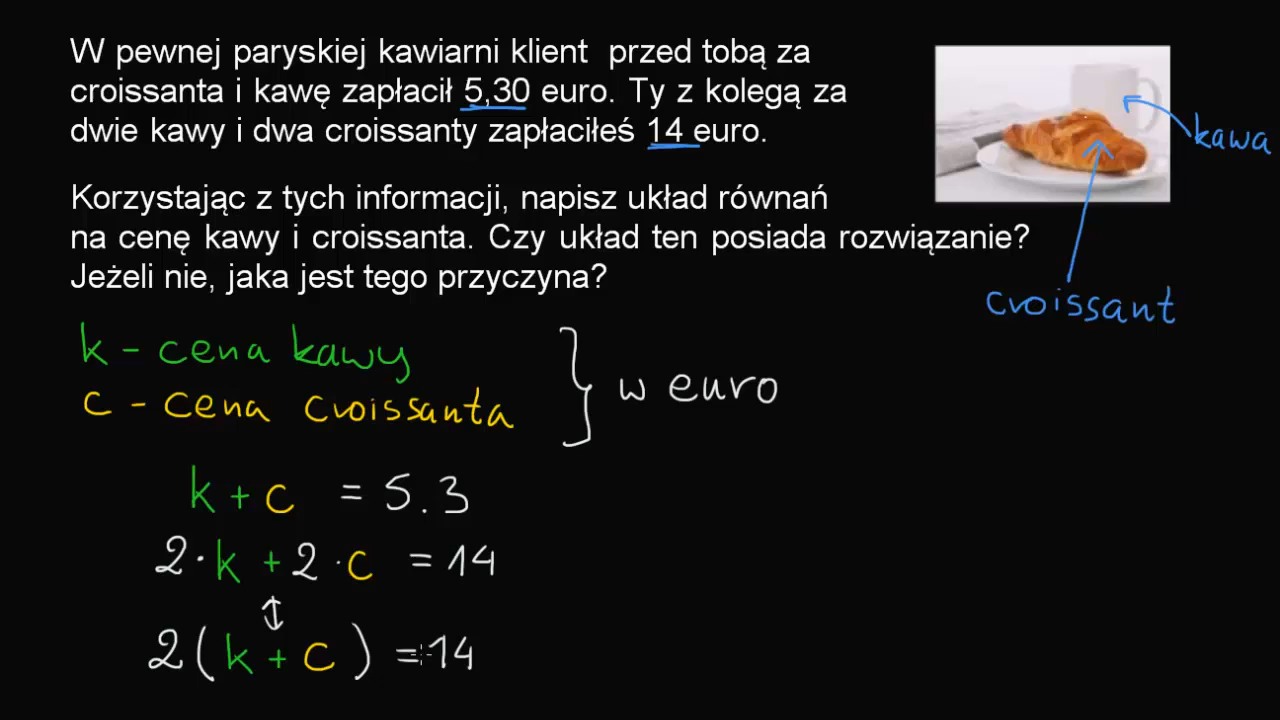 W pewnej paryskiej kawiarni klient przed tobą za
croissanta i kawę zapłacił 5,30 euro. Ty z kolegą za
dwie kawy i dwa croissanty zapłaciłeś 14 euro.
kawa
Korzystając z tych informacji, napisz układ równań
na cenę kawy i croissanta. Czy układ ten posiada rozwiązanie?
Jeżeli nie, jaka jest tego przyczyna?
croissant
k - cena kawy
c - cena croissanta
} w euro
k + c = 5.3
2 · k + 2 · c = 14
↕
2 ( k + c ) = 14